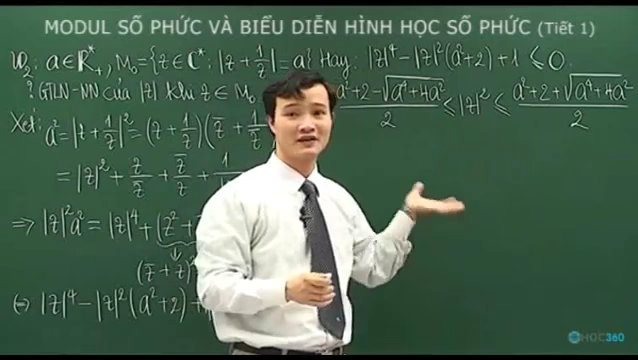 MODUL SỐ PHỨC VÀ BIỂU DIỄN HÌNH HỌC SỐ PHỨC (Tiết 1)
VD₂: a ∈ R*₊, M₀ = {z ∈ C*: |z + 1/z| = a} Hay: |z|⁴ − |z|²(a²+2) + 1 ≤ 0
? GTLN - NN của |z| khi z ∈ M₀ a²+2−√(a⁴+4a²) / 2 ≤ |z|² ≤ (a²+2+√(a⁴+4a²)) / 2
Xét: a² = |z + 1/z|² = (z + 1/z)(z̄ + 1/
= |z|² + z/z̄ + z̄/z + 1/
⇒ |z|²a² = |z|⁴ + (z² +
(z̄ + z)
⇔ |z|⁴ − |z|²(a²+2) +
HOC360